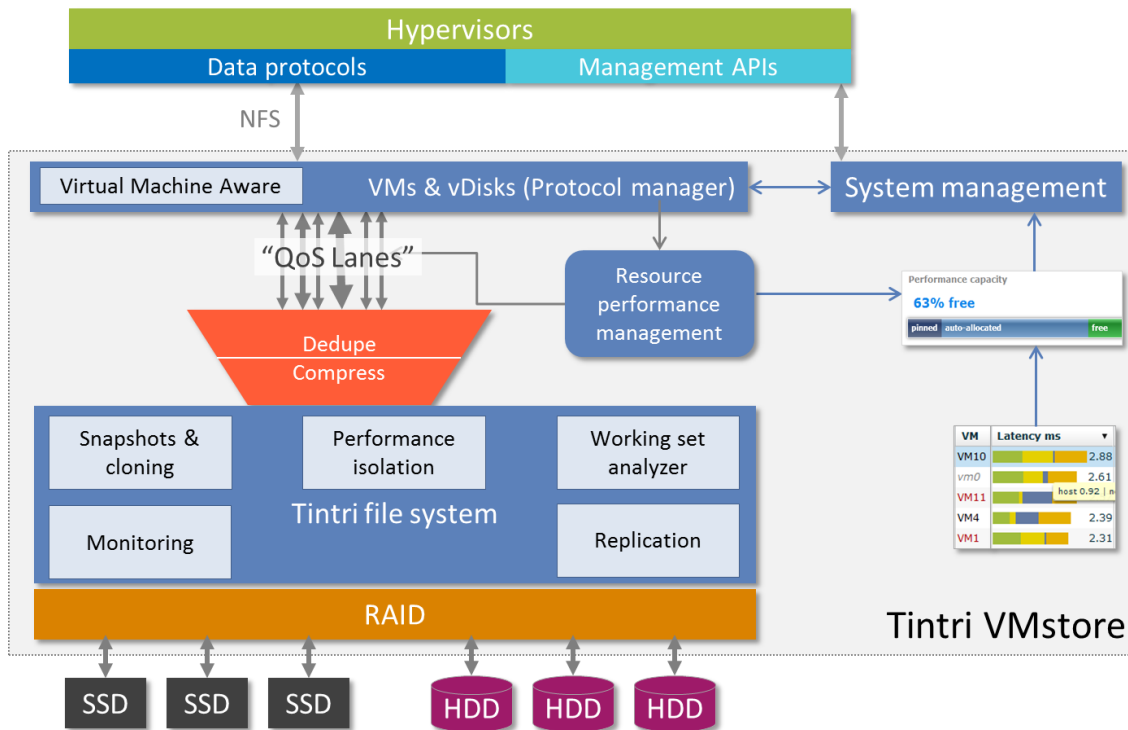 Hypervisors
Data protocols
Management APIs
NFS
Virtual Machine Aware
VMs & vDisks (Protocol manager)
System management
“QoS Lanes”
Resource
performance
management
Performance capacity
63% free
pinned auto-allocated free
Dedupe
Compress
Snapshots &
cloning
Performance
isolation
Working set
analyzer
Tintri file system
Monitoring
Replication
VM Latency ms
VM10 2.88
vm0 2.61
host 0.92 | n
VM11
VM4 2.39
VM1 2.31
RAID
Tintri VMstore
SSD
SSD
SSD
HDD
HDD
HDD